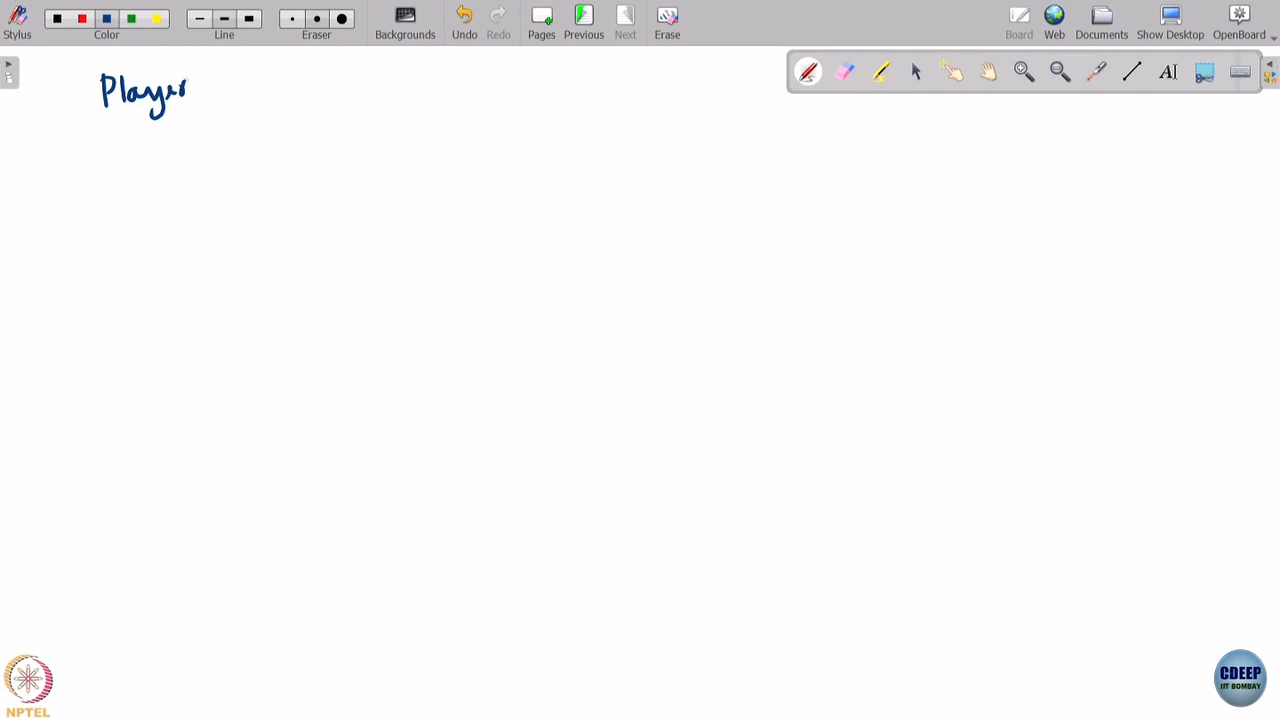 Stylus
Color
Line
Eraser
Backgrounds
Undo
Redo
Pages
Previous
Next
Erase
Board
Web
Documents
Show Desktop
OpenBoard
Player
NPTEL
CDEEP
IIT BOMBAY